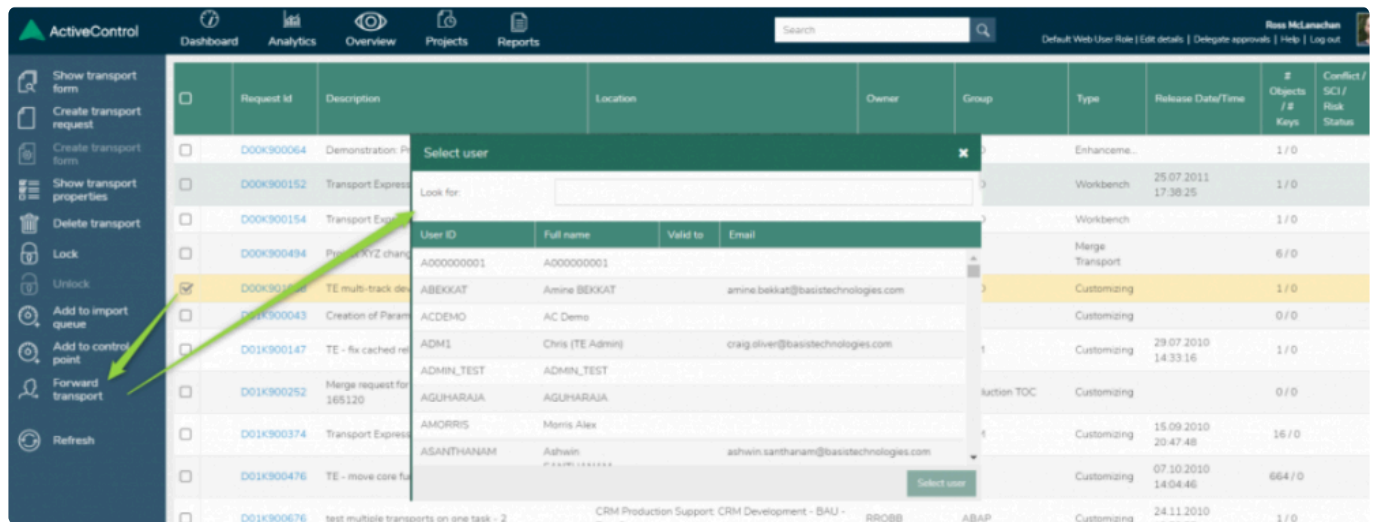 ActiveControl
Dashboard
Analytics
Overview
Projects
Reports
Search
Ross McLanachan
Default Web User Role | Edit details | Delegate approvals | Help | Log out
Show transport
form
Create transport
request
Create transport
form
Show transport
properties
Delete transport
Lock
Unlock
Add to import
queue
Add to control
point
Forward
transport
Refresh
Request Id Description Location Owner Group Type Release Date/Time # Objects / # Keys Conflict / SCI / Risk Status
D00K900064 Demonstration: Enhanceme... 1 / 0
D00K900152 Transport Express Workbench 25.07.2011 17:38:25 1 / 0
D00K900154 Transport Workbench 1 / 0
D00K900494 Merge Transport 6 / 0
TE multi-track Customizing 1 / 0
D01K900043 Creation of Customizing 0 / 0
D01K900147 TE - fix cached Customizing 29.07.2010 14:33:16 1 / 0
D01K900252 Merge request for 165120 TOC Customizing 0 / 0
D01K900374 Transport Express Customizing 15.09.2010 20:47:48 16 / 0
D01K900476 TE - move core Customizing 07.10.2010 14:04:46 664 / 0
D01K900676 test multiple transports on one task - 2 CRM Production Support: CRM Development - BAU - RROBB ABAP Customizing 24.11.2010 1 / 0
Select user
Look for:
User ID Full name Valid to Email
A000000001 A000000001
ABEKKAT Amine BEKKAT amine.bekkat@basistechnologies.com
ACDEMO AC Demo
ADM1 Chris (TE Admin) craig.oliver@basistechnologies.com
ADMIN_TEST ADMIN_TEST
AGUHARAJA AGUHARAJA
AMORRIS Morris Alex
ASANTHANAM Ashwin ashwin.santhanam@basistechnologies.com
Select user